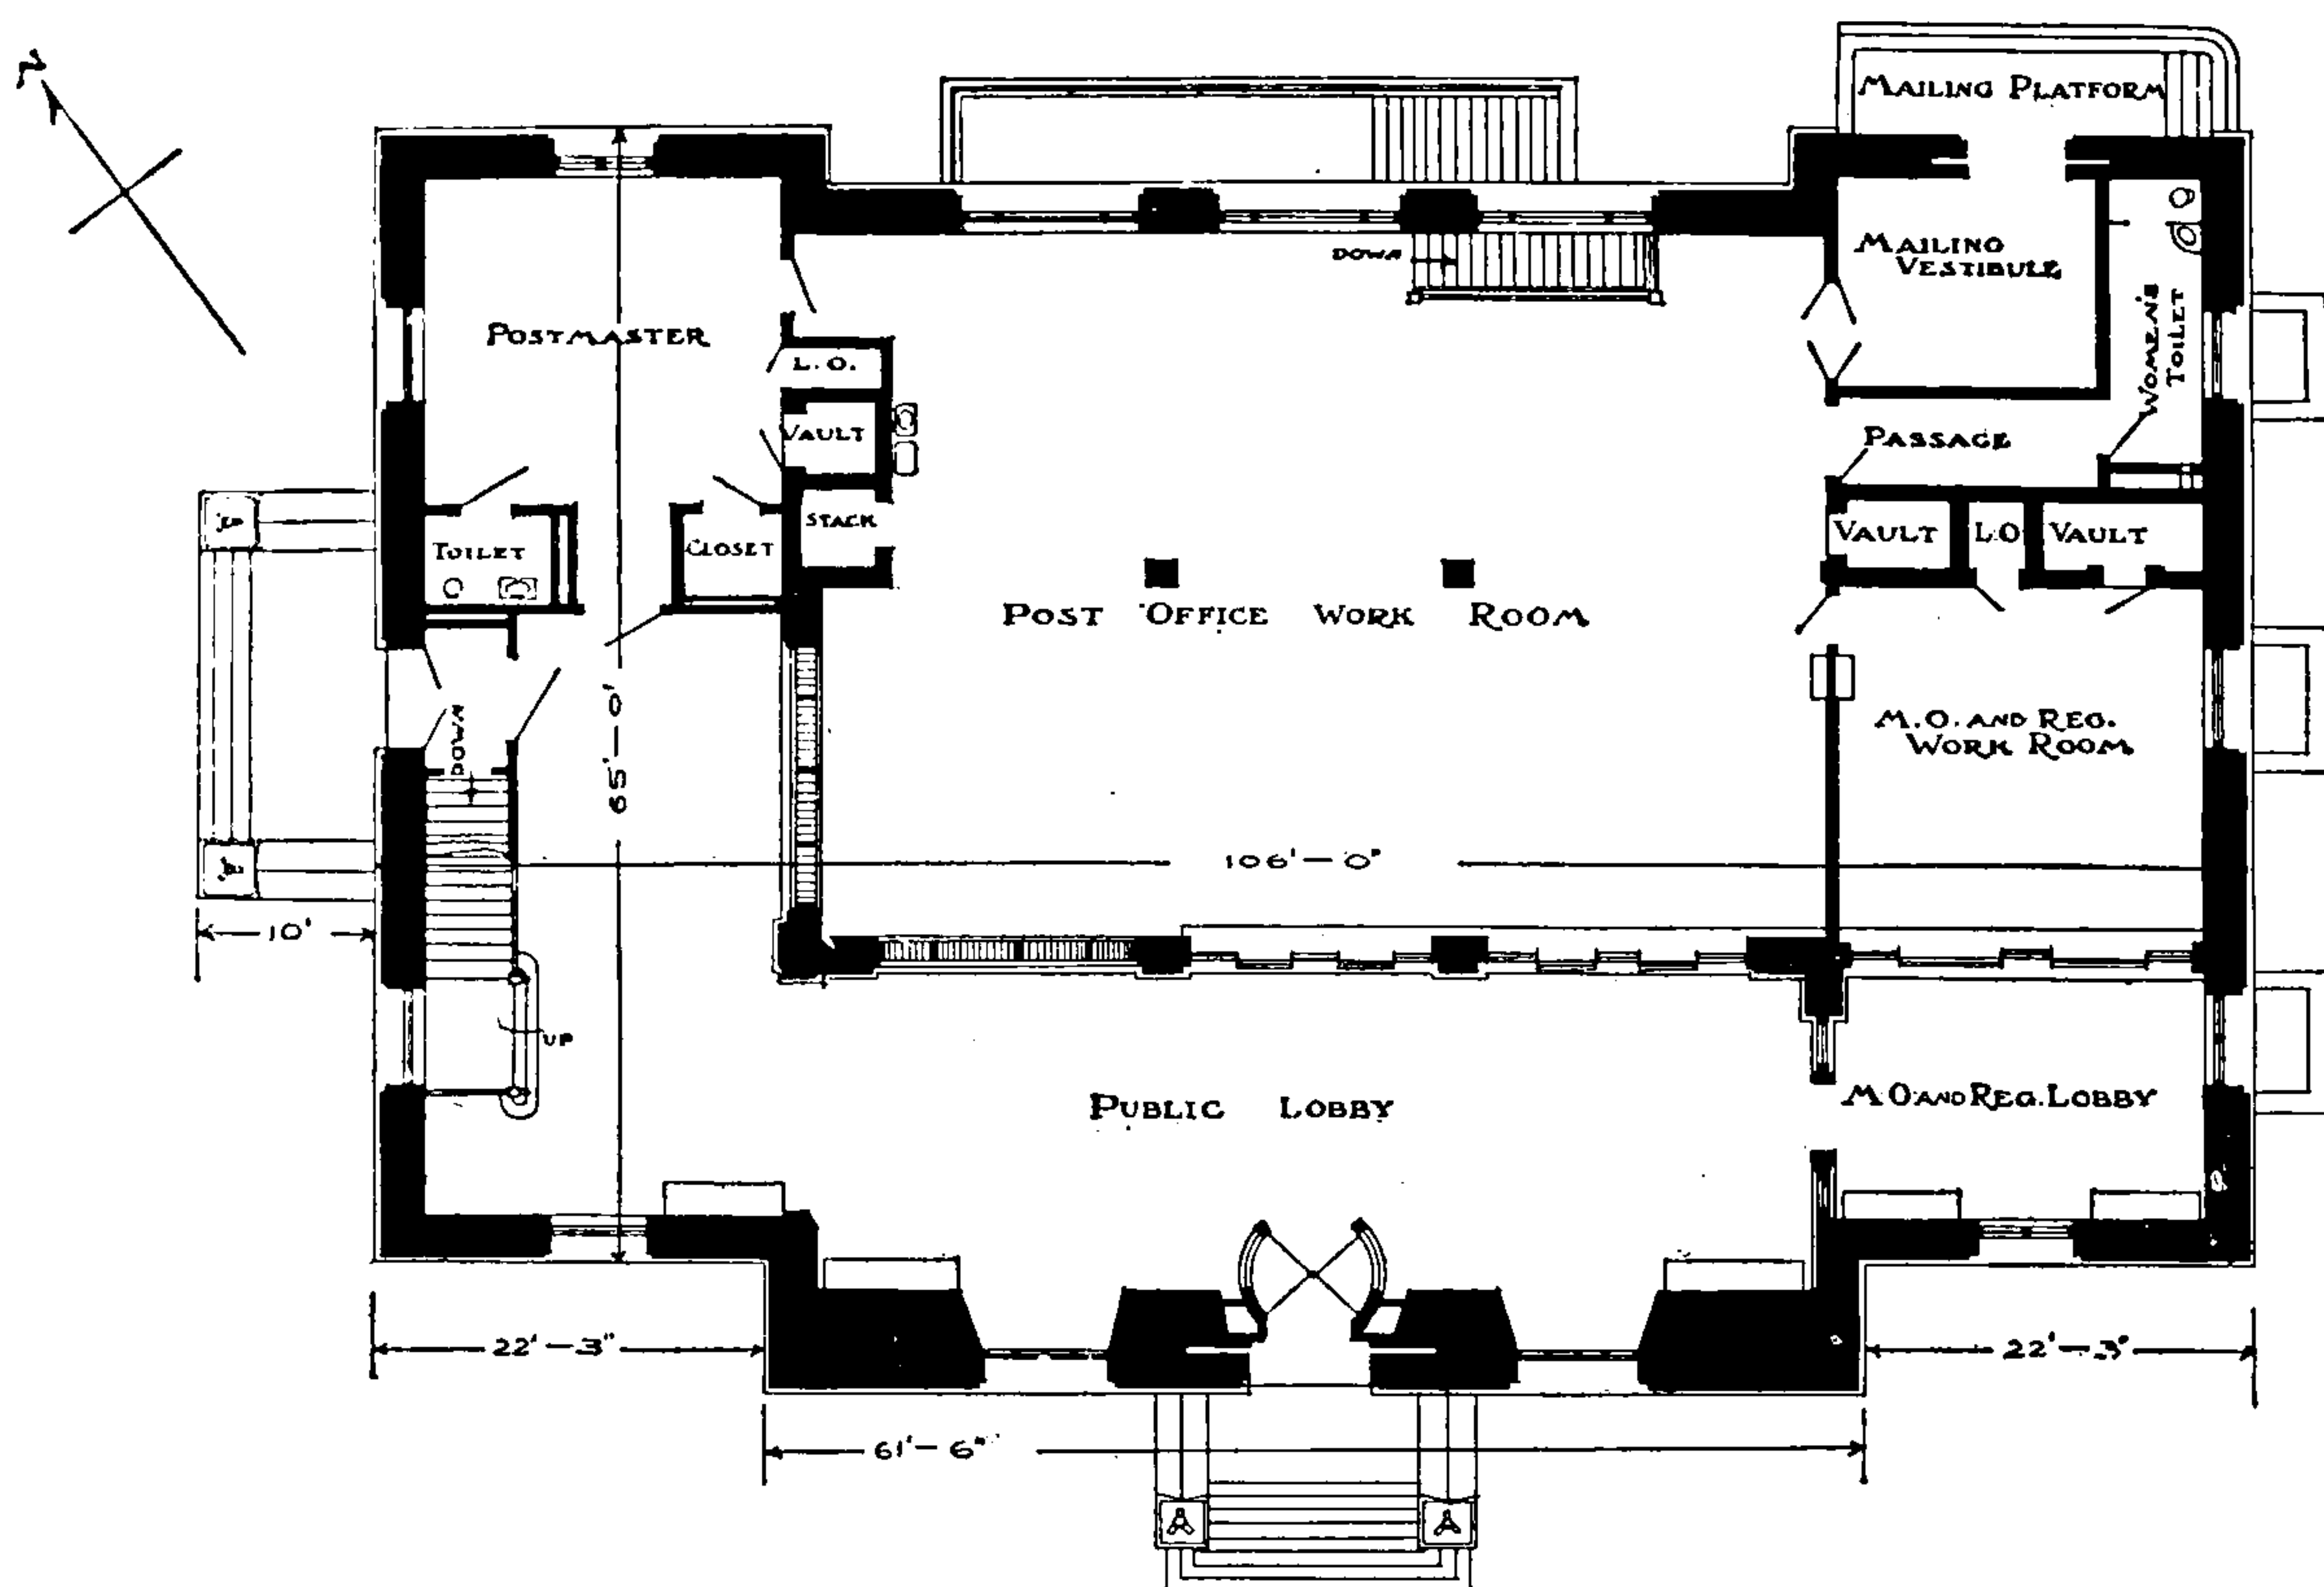 N
MAILING PLATFORM
MAILING
VESTIBULE
DOWN
WOMEN'S
TOILET
POSTMASTER
L.O.
VAULT
PASSAGE
STACK
TOILET
CLOSET
VAULT
L.O
VAULT
POST OFFICE WORK ROOM
DOWN
65'-0"
M.O. AND REG.
WORK ROOM
106'-0"
10'
UP
PUBLIC LOBBY
M.O AND REG. LOBBY
22'-3"
22'-3"
61'-6"